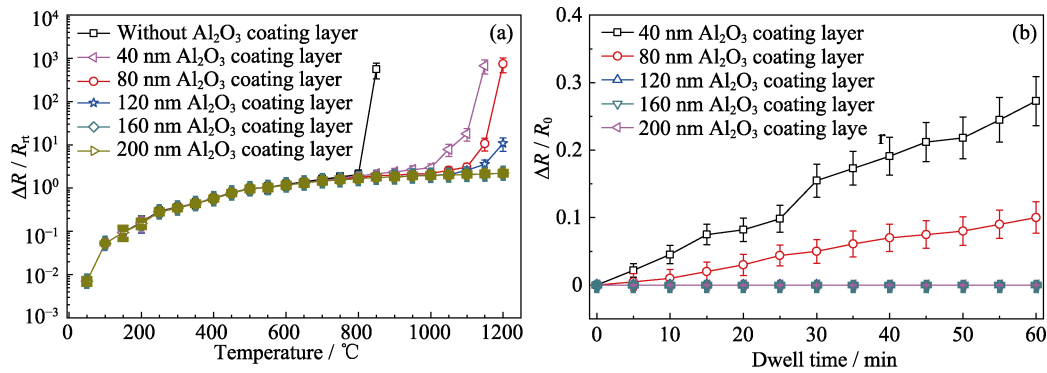 (a)
Without Al₂O₃ coating layer
40 nm Al₂O₃ coating layer
80 nm Al₂O₃ coating layer
120 nm Al₂O₃ coating layer
160 nm Al₂O₃ coating layer
200 nm Al₂O₃ coating layer
ΔR / Rrt
10⁴
10³
10²
10¹
10⁰
10⁻¹
10⁻²
10⁻³
0 200 400 600 800 1000 1200
Temperature / ℃
(b)
40 nm Al₂O₃ coating layer
80 nm Al₂O₃ coating layer
120 nm Al₂O₃ coating layer
160 nm Al₂O₃ coating layer
200 nm Al₂O₃ coating laye r
ΔR / R₀
0.4
0.3
0.2
0.1
0
0 10 20 30 40 50 60
Dwell time / min